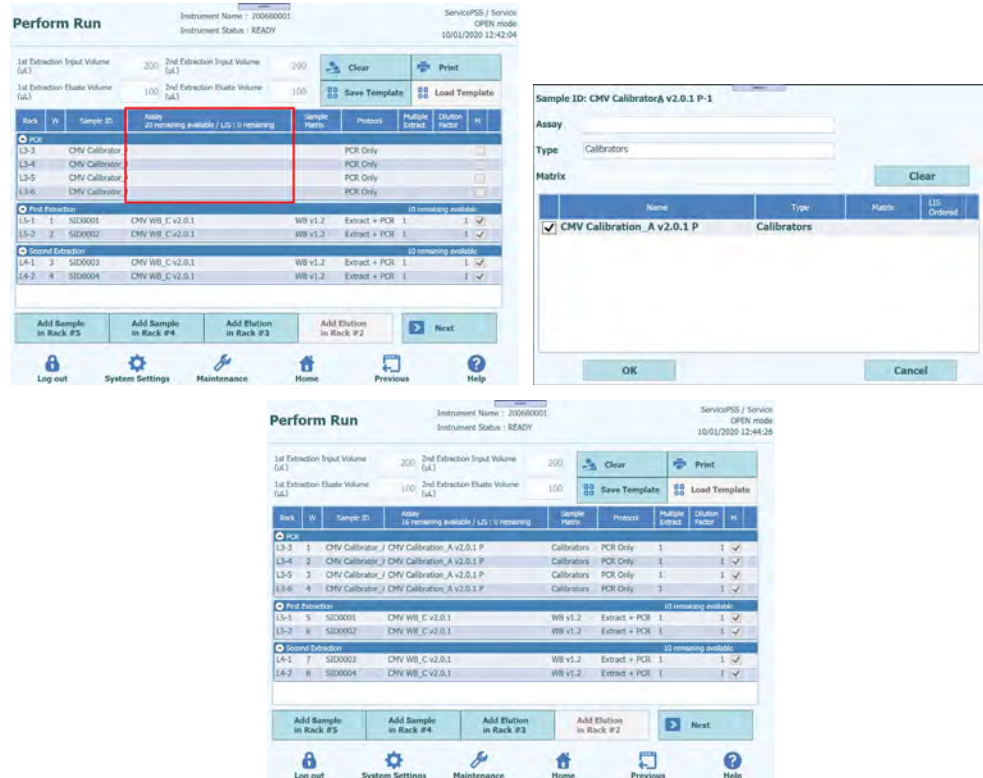 Perform Run
Instrument Name : 200680001
Instrument Status : READY
ServicePSS / Service
OPEN mode
10/01/2020 12:42:04
1st Extraction Input Volume (uL) 200 2nd Extraction Input Volume (uL) 200 Clear Print
1st Extraction Eluate Volume (uL) 100 2nd Extraction Eluate Volume (uL) 100 Save Template Load Template
Rack W Sample ID Assay 20 remaining available / LIS : 0 remaining Sample Matrix Protocol Multiple Extract Dilution Factor M
PCR
L3-3 CMV Calibrator_ PCR Only
L3-4 CMV Calibrator_ PCR Only
L3-5 CMV Calibrator_ PCR Only
L3-6 CMV Calibrator_ PCR Only
First Extraction 10 remaining available
L5-1 1 SID0001 CMV WB_C v2.0.1 WB v1.2 Extract + PCR 1 1
L5-2 2 SID0002 CMV WB_C v2.0.1 WB v1.2 Extract + PCR 1 1
Second Extraction 10 remaining available
L4-1 3 SID0003 CMV WB_C v2.0.1 WB v1.2 Extract + PCR 1 1
L4-2 4 SID0004 CMV WB_C v2.0.1 WB v1.2 Extract + PCR 1 1
Add Sample in Rack #5 Add Sample in Rack #4 Add Elution in Rack #3 Add Elution in Rack #2 Next
Log out System Settings Maintenance Home Previous Help
Sample ID: CMV CalibratorA v2.0.1 P-1
Assay
Type Calibrators
Matrix
Clear
Name Type Matrix LIS Ordered
CMV Calibration_A v2.0.1 P Calibrators
OK Cancel
Perform Run
Instrument Name : 200680001
Instrument Status : READY
ServicePSS / Service
OPEN mode
10/01/2020 12:44:26
1st Extraction Input Volume (uL) 200 2nd Extraction Input Volume (uL) 200 Clear Print
1st Extraction Eluate Volume (uL) 100 2nd Extraction Eluate Volume (uL) 100 Save Template Load Template
Rack W Sample ID Assay 16 remaining available / LIS : 0 remaining Sample Matrix Protocol Multiple Extract Dilution Factor M
PCR
L3-3 1 CMV Calibrator_ CMV Calibration_A v2.0.1 P Calibrators PCR Only 1 1
L3-4 2 CMV Calibrator_ CMV Calibration_A v2.0.1 P Calibrators PCR Only 1 1
L3-5 3 CMV Calibrator_ CMV Calibration_A v2.0.1 P Calibrators PCR Only 1 1
L3-6 4 CMV Calibrator_ CMV Calibration_A v2.0.1 P Calibrators PCR Only 1 1
First Extraction 10 remaining available
L5-1 5 SID0001 CMV WB_C v2.0.1 WB v1.2 Extract + PCR 1 1
L5-2 6 SID0002 CMV WB_C v2.0.1 WB v1.2 Extract + PCR 1 1
Second Extraction 10 remaining available
L4-1 7 SID0003 CMV WB_C v2.0.1 WB v1.2 Extract + PCR 1 1
L4-2 8 SID0004 CMV WB_C v2.0.1 WB v1.2 Extract + PCR 1 1
Add Sample in Rack #5 Add Sample in Rack #4 Add Elution in Rack #3 Add Elution in Rack #2 Next
Log out System Settings Maintenance Home Previous Help